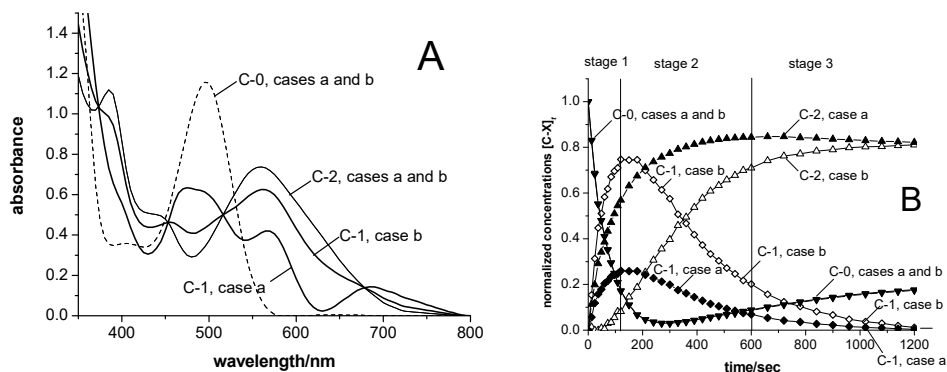 A
C-0, cases a and b
C-2, cases a and b
C-1, case b
C-1, case a
absorbance
1.4
1.2
1.0
0.8
0.6
0.4
0.2
0.0
400 500 600 700 800
wavelength/nm
stage 1 stage 2 stage 3
C-0, cases a and b
C-2, case a
C-1, case b
C-2, case b
B
C-1, case a
C-1, case b
C-0, cases a and b
C-1, case b
C-1, case a
normalized concentrations [C-X]t
1.0
0.8
0.6
0.4
0.2
0.0
0 200 400 600 800 1000 1200
time/sec